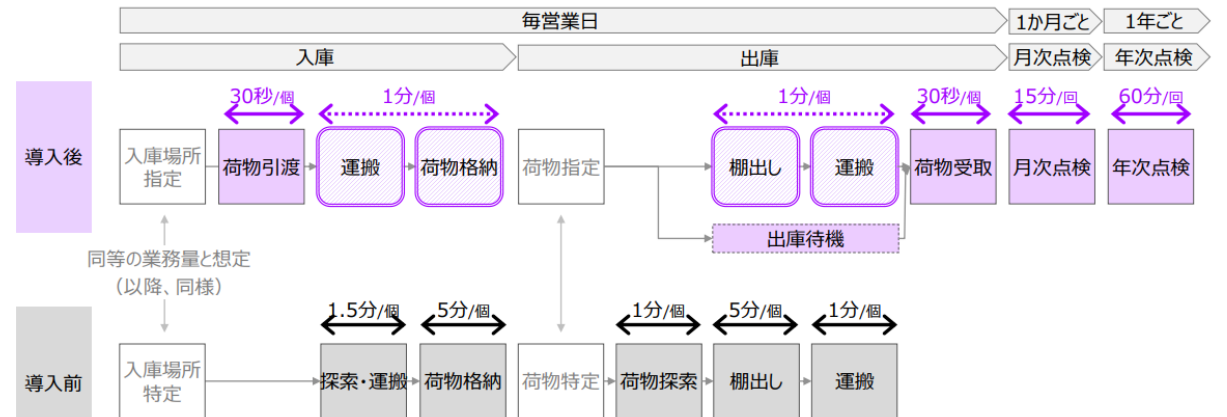 毎営業日
1か月ごと
1年ごと
入庫
出庫
月次点検
年次点検
30秒/個
1分/個
1分/個
30秒/個
15分/回
60分/回
導入後
入庫場所
指定
荷物引渡
運搬
荷物格納
荷物指定
棚出し
運搬
荷物受取
月次点検
年次点検
出庫待機
同等の業務量と想定
（以降、同様）
1.5分/個
5分/個
1分/個
5分/個
1分/個
導入前
入庫場所
特定
探索・運搬
荷物格納
荷物特定
荷物探索
棚出し
運搬